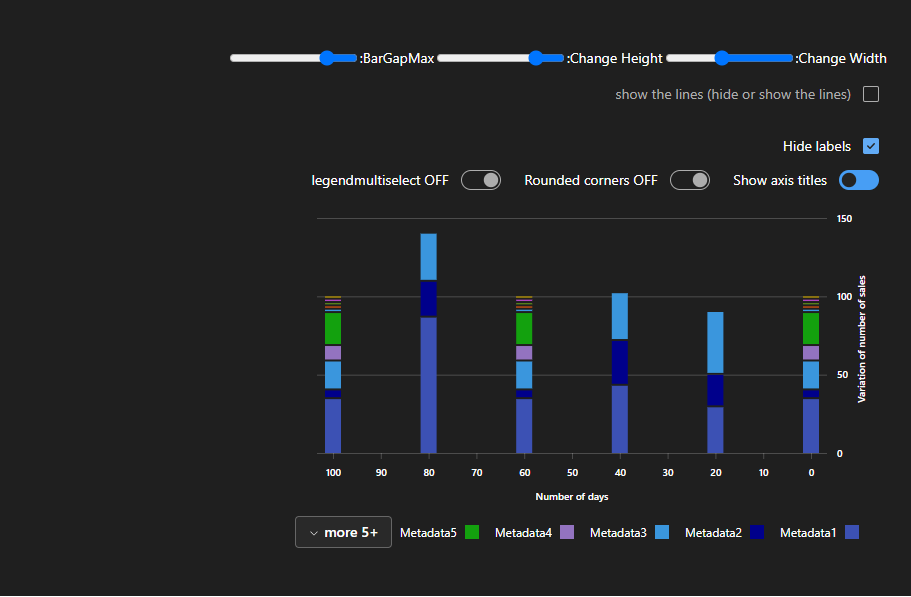 :BarGapMax :Change Height :Change Width
show the lines (hide or show the lines)
Hide labels
legendmultiselect OFF Rounded corners OFF Show axis titles
150
100
50
0
Variation of number of sales
100 90 80 70 60 50 40 30 20 10 0
Number of days
more 5+ Metadata5 Metadata4 Metadata3 Metadata2 Metadata1